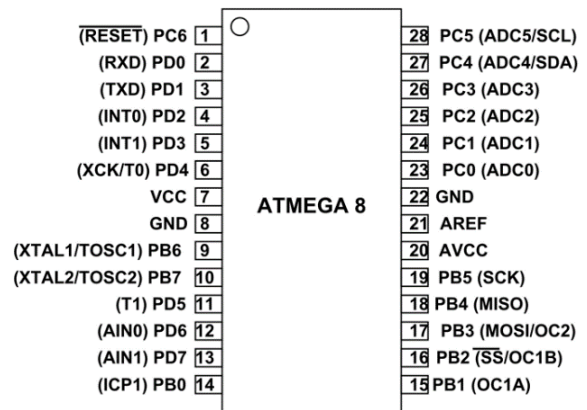 (RESET) PC6 1 28 PC5 (ADC5/SCL)
(RXD) PD0 2 27 PC4 (ADC4/SDA)
(TXD) PD1 3 26 PC3 (ADC3)
(INT0) PD2 4 25 PC2 (ADC2)
(INT1) PD3 5 24 PC1 (ADC1)
(XCK/T0) PD4 6 23 PC0 (ADC0)
VCC 7 22 GND
ATMEGA 8
GND 8 21 AREF
(XTAL1/TOSC1) PB6 9 20 AVCC
(XTAL2/TOSC2) PB7 10 19 PB5 (SCK)
(T1) PD5 11 18 PB4 (MISO)
(AIN0) PD6 12 17 PB3 (MOSI/OC2)
(AIN1) PD7 13 16 PB2 (SS/OC1B)
(ICP1) PB0 14 15 PB1 (OC1A)